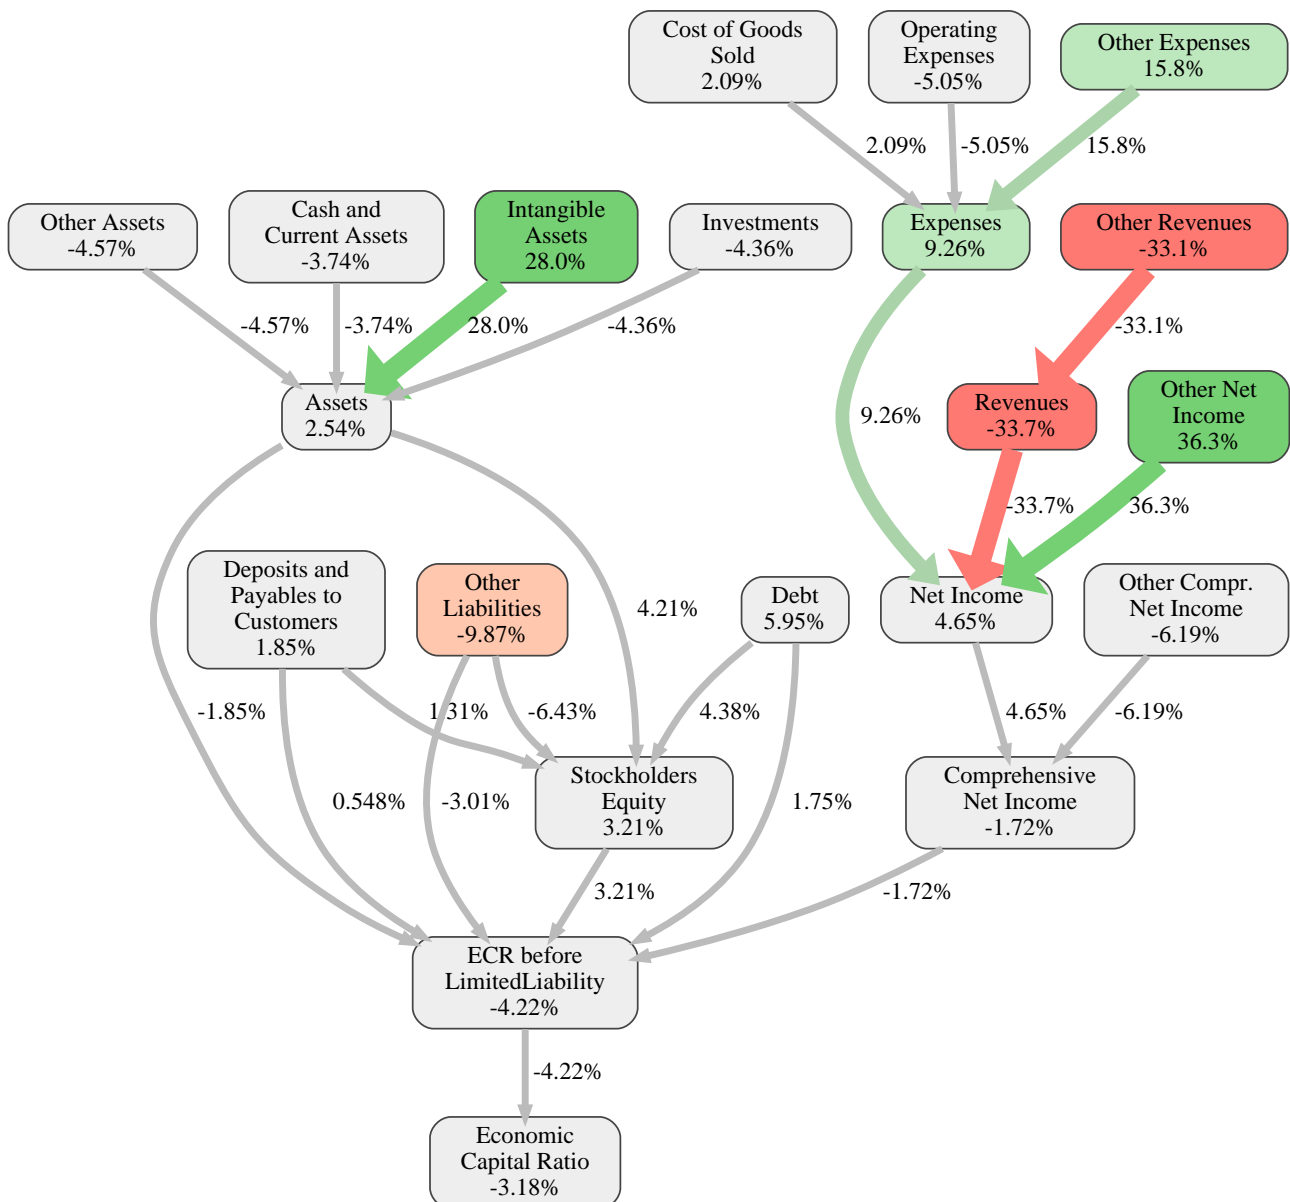 Cost of Goods
Sold
2.09%
Operating
Expenses
-5.05%
Other Expenses
15.8%
2.09%
-5.05%
15.8%
Other Assets
-4.57%
Cash and
Current Assets
-3.74%
Intangible
Assets
28.0%
Investments
-4.36%
Expenses
9.26%
Other Revenues
-33.1%
-4.57%
-3.74%
28.0%
-4.36%
-33.1%
Assets
2.54%
9.26%
Revenues
-33.7%
Other Net
Income
36.3%
-33.7%
36.3%
Deposits and
Payables to
Customers
1.85%
Other
Liabilities
-9.87%
4.21%
Debt
5.95%
Net Income
4.65%
Other Compr.
Net Income
-6.19%
-1.85%
1.31%
-6.43%
4.38%
4.65%
-6.19%
0.548%
-3.01%
Stockholders
Equity
3.21%
1.75%
Comprehensive
Net Income
-1.72%
3.21%
-1.72%
ECR before
LimitedLiability
-4.22%
-4.22%
Economic
Capital Ratio
-3.18%